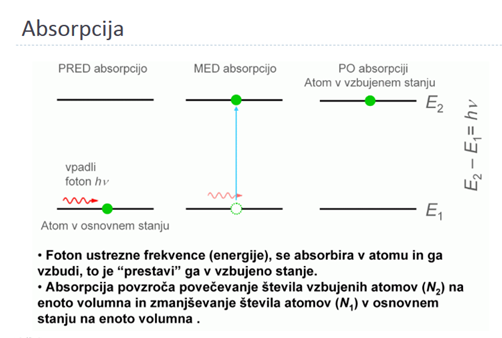 Absorpcija
PRED absorpcijo
MED absorpcijo
PO absorpciji
Atom v vzbujenem stanju
E2
E2 – E1= hν
vpadli
foton hν
Atom v osnovnem stanju
E1
• Foton ustrezne frekvence (energije), se absorbira v atomu in ga
vzbudi, to je “prestavi” ga v vzbujeno stanje.
• Absorpcija povzroča povečevanje števila vzbujenih atomov (N2) na
enoto volumna in zmanjševanje števila atomov (N1) v osnovnem
stanju na enoto volumna .